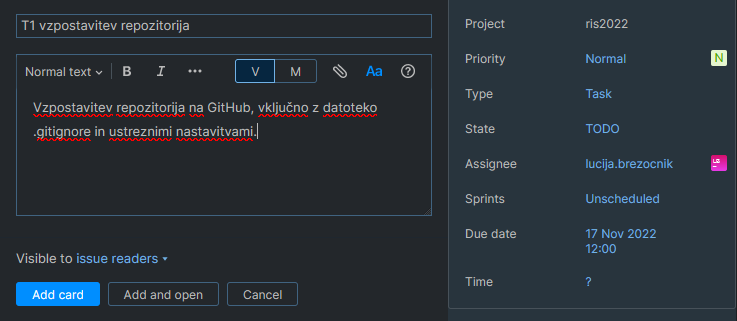 T1 vzpostavitev repozitorija
Normal text B I ••• V M Aa ?
Vzpostavitev repozitorija na GitHub, vključno z datoteko
.gitignore in ustreznimi nastavitvami.
Visible to issue readers
Add card Add and open Cancel
Project ris2022
Priority Normal N
Type Task
State TODO
Assignee lucija.brezocnik LB
Sprints Unscheduled
Due date 17 Nov 2022
12:00
Time ?